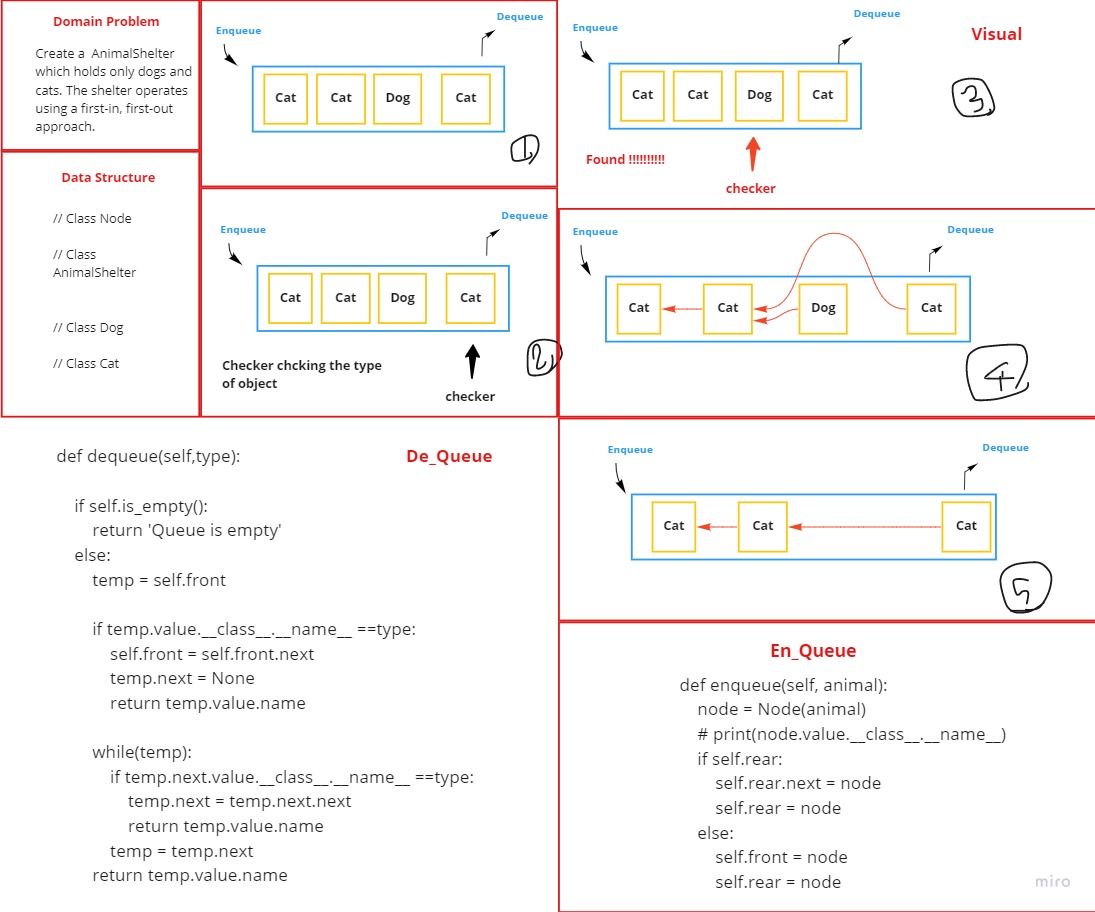 Domain Problem
Create a AnimalShelter
which holds only dogs and
cats. The shelter operates
using a first-in, first-out
approach.
Data Structure
// Class Node
// Class
AnimalShelter
// Class Dog
// Class Cat
Enqueue
Dequeue
Cat
Cat
Dog
Cat
1
Enqueue
Dequeue
Cat
Cat
Dog
Cat
Checker chcking the type
of object
checker
2
Visual
Enqueue
Dequeue
Cat
Cat
Dog
Cat
Found !!!!!!!!!!
checker
3
Enqueue
Dequeue
Cat
Cat
Dog
Cat
4
Enqueue
Dequeue
Cat
Cat
Cat
5
De_Queue
def dequeue(self,type):
if self.is_empty():
return 'Queue is empty'
else:
temp = self.front
if temp.value.__class__.__name__ ==type:
self.front = self.front.next
temp.next = None
return temp.value.name
while(temp):
if temp.next.value.__class__.__name__ ==type:
temp.next = temp.next.next
return temp.value.name
temp = temp.next
return temp.value.name
En_Queue
def enqueue(self, animal):
node = Node(animal)
# print(node.value.__class__.__name__)
if self.rear:
self.rear.next = node
self.rear = node
else:
self.front = node
self.rear = node
miro